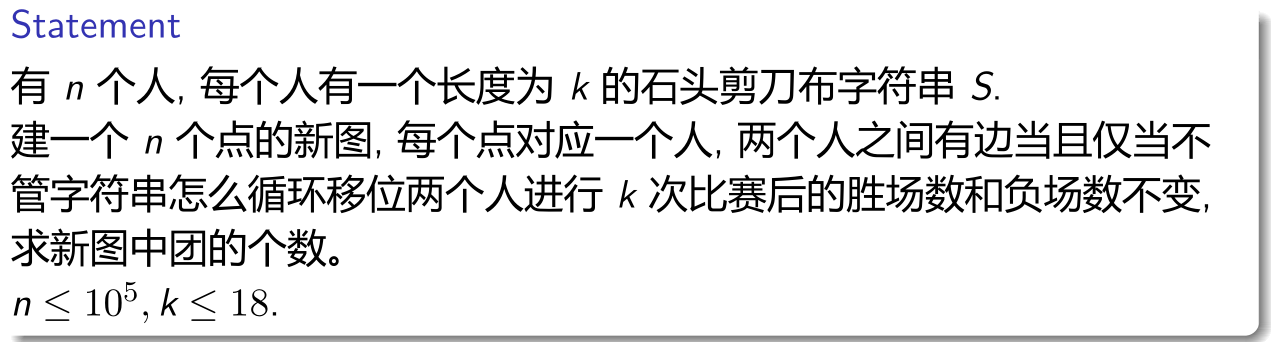 Statement
有 n 个人, 每个人有一个长度为 k 的石头剪刀布字符串 S.
建一个 n 个点的新图, 每个点对应一个人, 两个人之间有边当且仅当不
管字符串怎么循环移位两个人进行 k 次比赛后的胜场数和负场数不变,
求新图中团的个数。
n ≤ 10⁵, k ≤ 18.